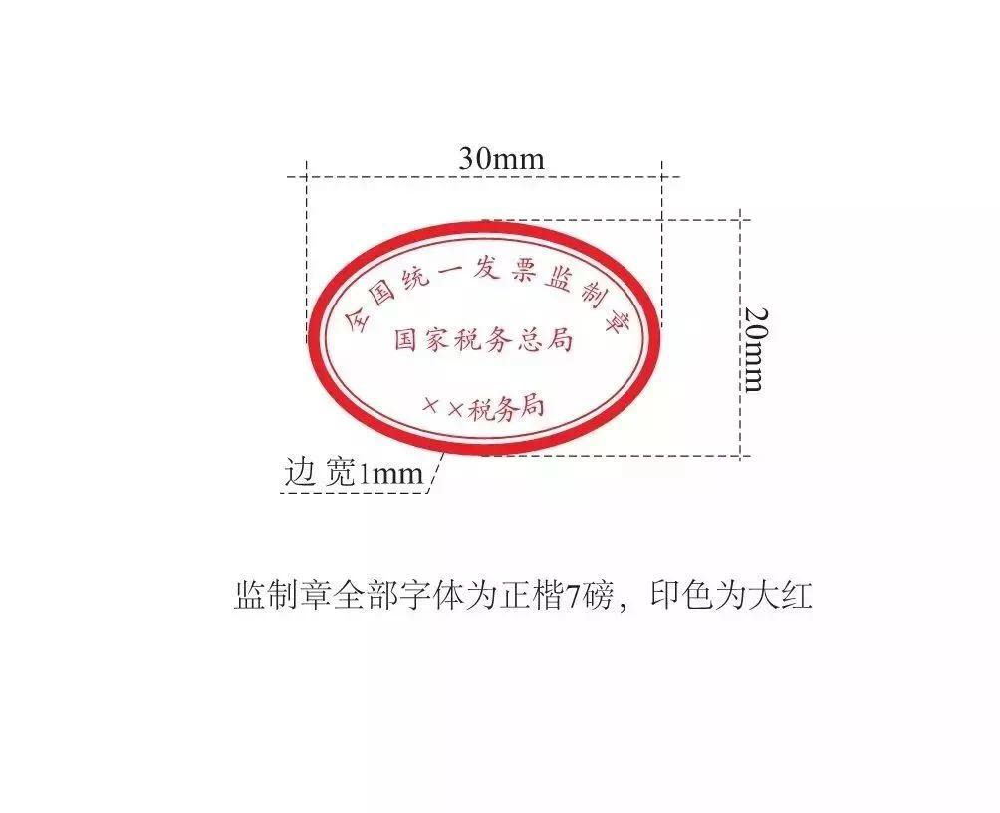 30mm
全国统一发票监制章
国家税务总局
××税务局
20mm
边 宽1mm
监制章全部字体为正楷7磅，印色为大红